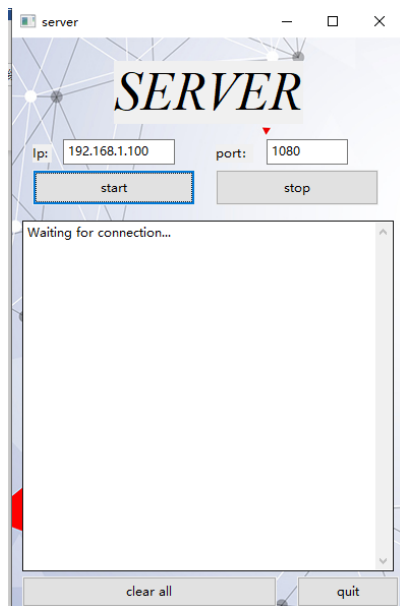 server
SERVER
Ip: 192.168.1.100 port: 1080
start stop
Waiting for connection...
clear all quit